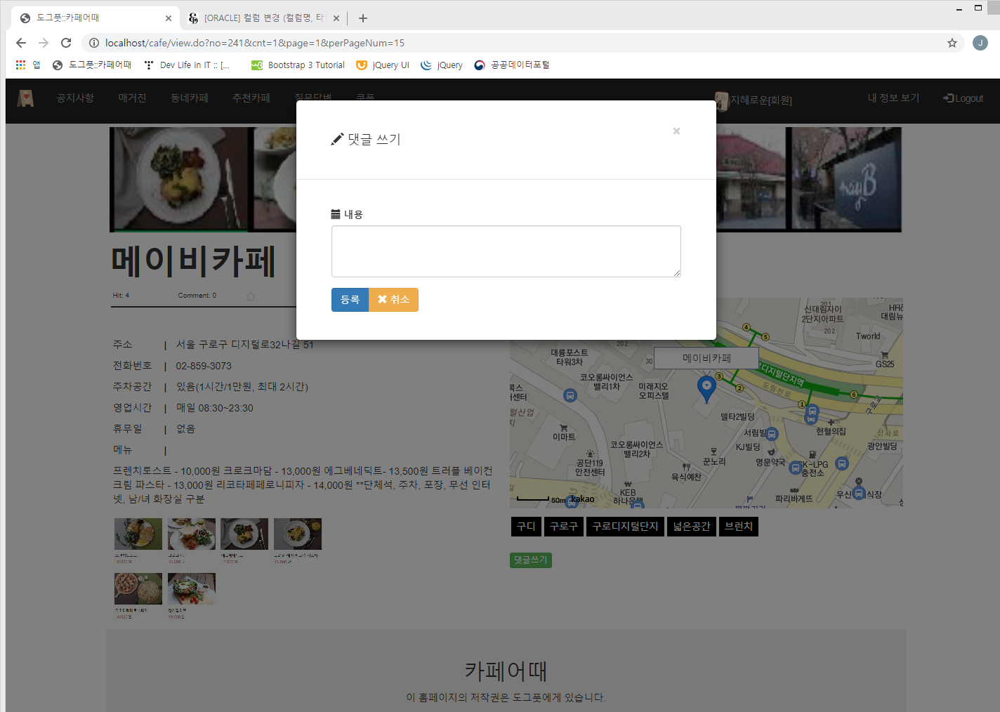 도그풋::카페어때
[ORACLE] 컬럼 변경 (컬럼명, 타
localhost/cafe/view.do?no=241&cnt=1&page=1&perPageNum=15
J
앱
도그풋::카페어때
Dev Life in IT :: [...
w3
Bootstrap 3 Tutorial
jQuery UI
jQuery
공공데이터포털
공지사항
매거진
동네카페
추천카페
질문답변
쿠폰
지혜로운[회원]
내 정보 보기
Logout
댓글 쓰기
×
내용
등록
취소
mayB
메이비카페
Hit: 4
Comment: 0
주소 | 서울 구로구 디지털로32나길 51
전화번호 | 02-859-3073
주차공간 | 있음(1시간/1만원, 최대 2시간)
영업시간 | 매일 08:30~23:30
휴무일 | 없음
메뉴 |
프렌치토스트 - 10,000원 크로크마담 - 13,000원 에그베네딕트- 13,500원 트러플 베이컨
크림 파스타 - 13,000원 리코타페페로니피자 - 14,000원 **단체석, 주차, 포장, 무선 인터
넷, 남/녀 화장실 구분
201
신대림자이
2단지아파트
202
대림뉴
Tworld
GS25
4
5
202
대륭포스트
타워3차
30
메이비카페
로디지털단지역
도림천로
3
2
1
6
구로교
코오롱싸이언스
밸리1차
미래지오
오피스텔
델타2빌딩
서림빌
헌혈의집
신사로
광안빌딩
이마트
코오롱싸이언스
밸리2차
KJ빌딩
꾼노리
명문약국
SK-LPG
충전소
공단119
안전센터
육식예찬
KEB
하나은행
파리바게뜨
우신
식장
50m
kakao
구디
구로구
구로디지털단지
넓은공간
브런치
댓글쓰기
카페어때
이 홈페이지의 저작권은 도그풋에게 있습니다.